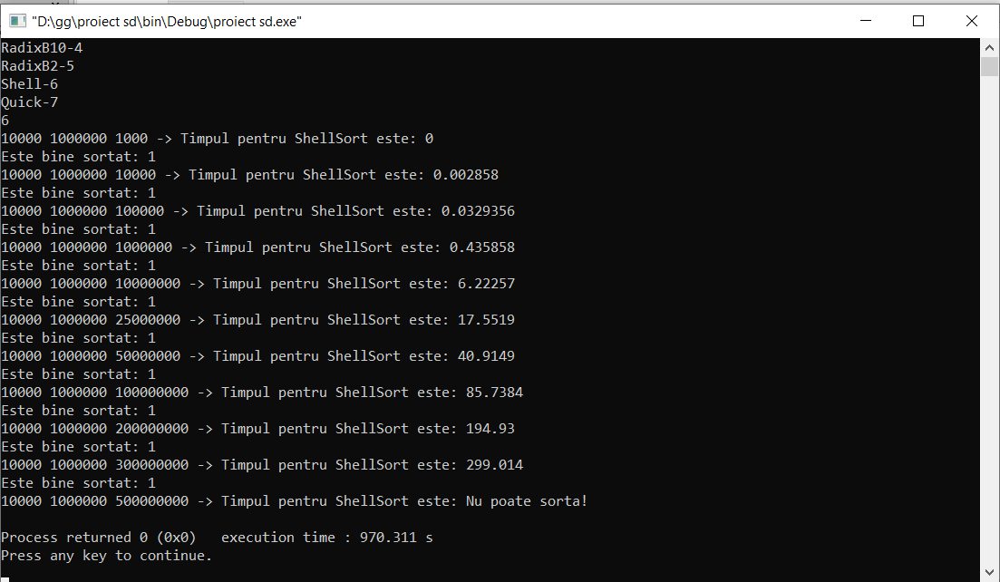 "D:\gg\proiect sd\bin\Debug\proiect sd.exe"
RadixB10-4
RadixB2-5
Shell-6
Quick-7
6
10000 1000000 1000 -> Timpul pentru ShellSort este: 0
Este bine sortat: 1
10000 1000000 10000 -> Timpul pentru ShellSort este: 0.002858
Este bine sortat: 1
10000 1000000 100000 -> Timpul pentru ShellSort este: 0.0329356
Este bine sortat: 1
10000 1000000 1000000 -> Timpul pentru ShellSort este: 0.435858
Este bine sortat: 1
10000 1000000 10000000 -> Timpul pentru ShellSort este: 6.22257
Este bine sortat: 1
10000 1000000 25000000 -> Timpul pentru ShellSort este: 17.5519
Este bine sortat: 1
10000 1000000 50000000 -> Timpul pentru ShellSort este: 40.9149
Este bine sortat: 1
10000 1000000 100000000 -> Timpul pentru ShellSort este: 85.7384
Este bine sortat: 1
10000 1000000 200000000 -> Timpul pentru ShellSort este: 194.93
Este bine sortat: 1
10000 1000000 300000000 -> Timpul pentru ShellSort este: 299.014
Este bine sortat: 1
10000 1000000 500000000 -> Timpul pentru ShellSort este: Nu poate sorta!
Process returned 0 (0x0)   execution time : 970.311 s
Press any key to continue.